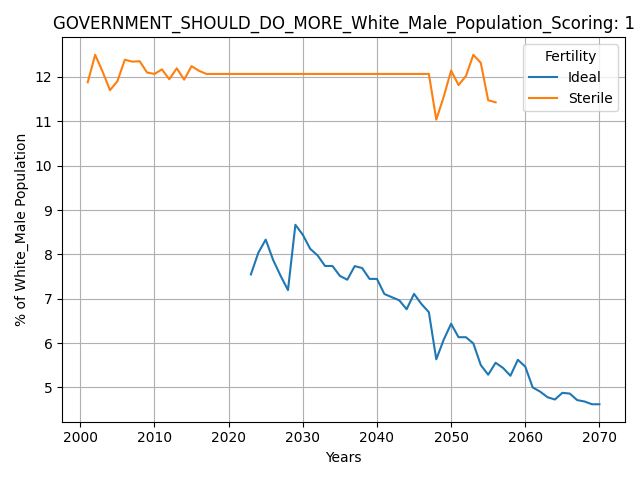 GOVERNMENT_SHOULD_DO_MORE_White_Male_Population_Scoring: 1
Fertility
Ideal
Sterile
12
11
10
9
8
7
6
5
% of White_Male Population
2000 2010 2020 2030 2040 2050 2060 2070
Years